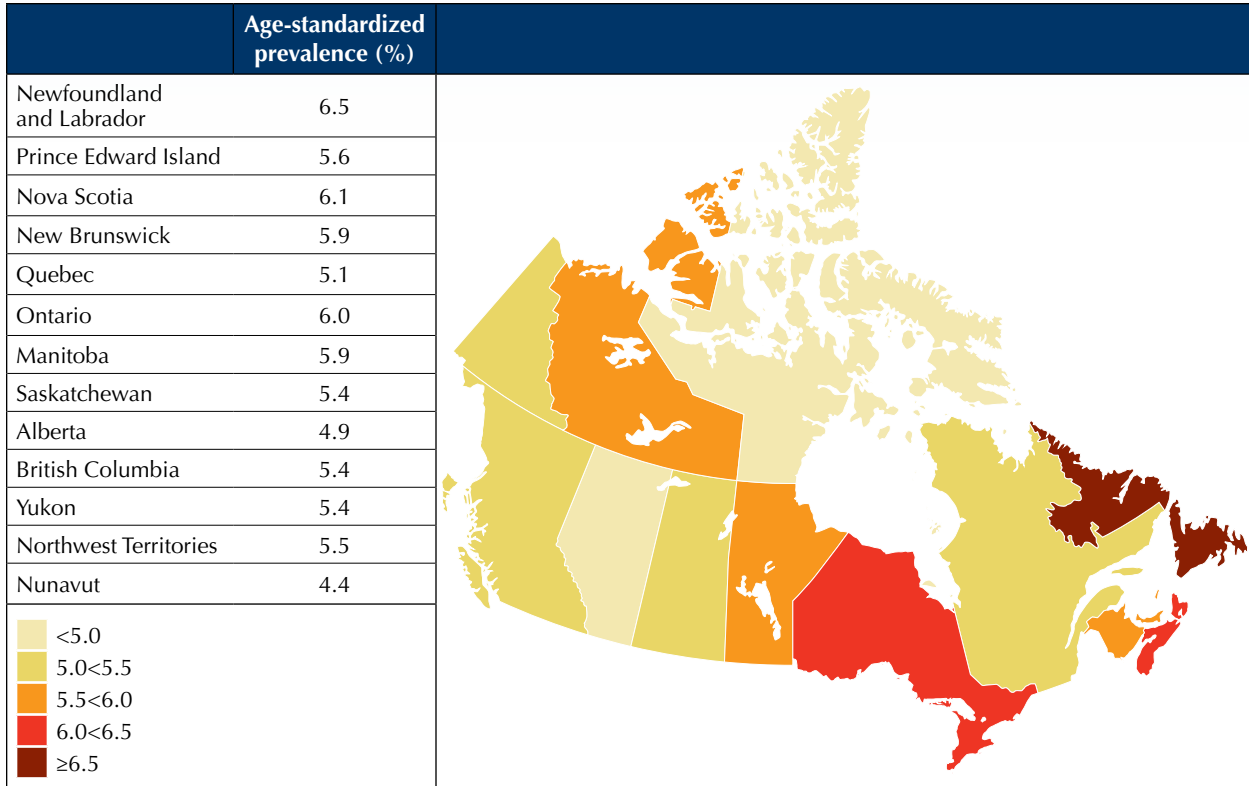 Age-standardized
prevalence (%)
Newfoundland
and Labrador 6.5
Prince Edward Island 5.6
Nova Scotia 6.1
New Brunswick 5.9
Quebec 5.1
Ontario 6.0
Manitoba 5.9
Saskatchewan 5.4
Alberta 4.9
British Columbia 5.4
Yukon 5.4
Northwest Territories 5.5
Nunavut 4.4
<5.0
5.0<5.5
5.5<6.0
6.0<6.5
≥6.5